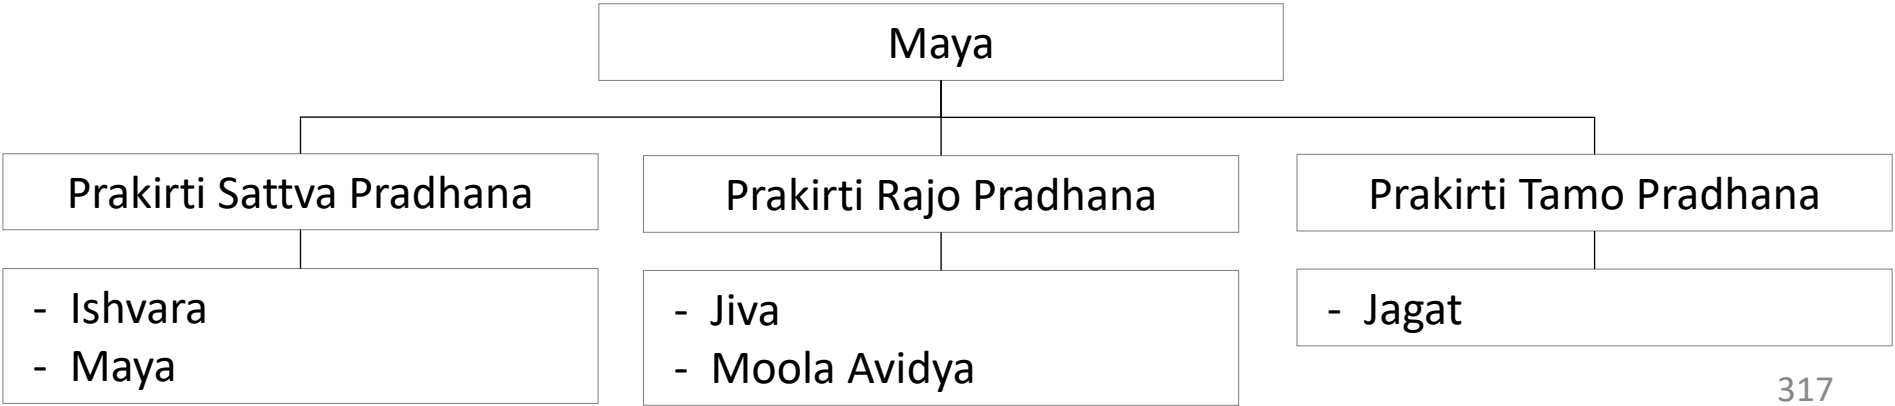 Maya
Prakirti Sattva Pradhana
Prakirti Rajo Pradhana
Prakirti Tamo Pradhana
- Ishvara
- Maya
- Jiva
- Moola Avidya
- Jagat
317